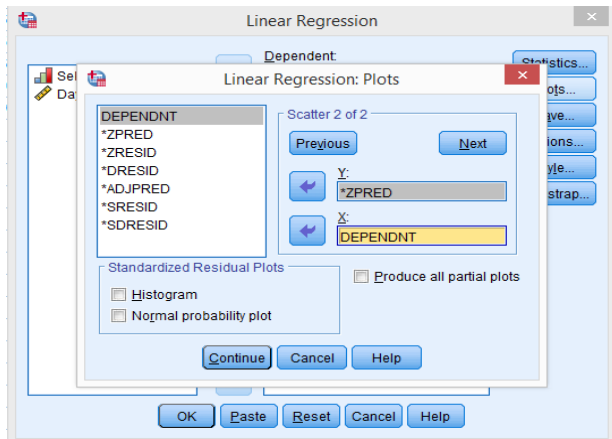 Linear Regression
Dependent:
Statistics...
Linear Regression: Plots
DEPENDNT
*ZPRED
*ZRESID
*DRESID
*ADJPRED
*SRESID
*SDRESID
Scatter 2 of 2
Previous
Next
Y:
*ZPRED
X:
DEPENDNT
Standardized Residual Plots
Histogram
Normal probability plot
Produce all partial plots
Continue
Cancel
Help
OK
Paste
Reset
Cancel
Help